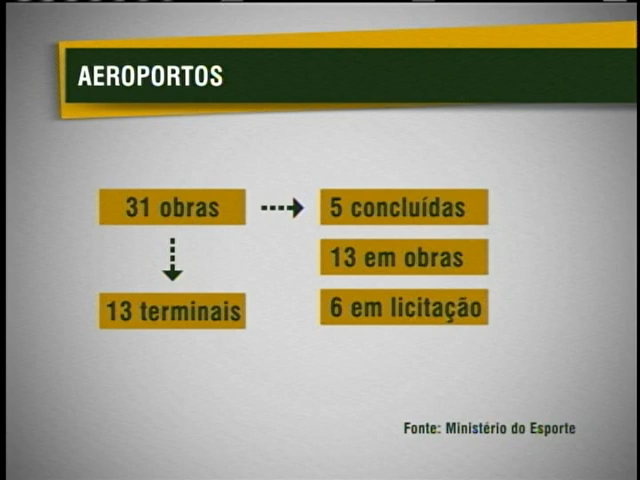 AEROPORTOS
31 obras
5 concluídas
13 em obras
13 terminais
6 em licitação
Fonte: Ministério do Esporte